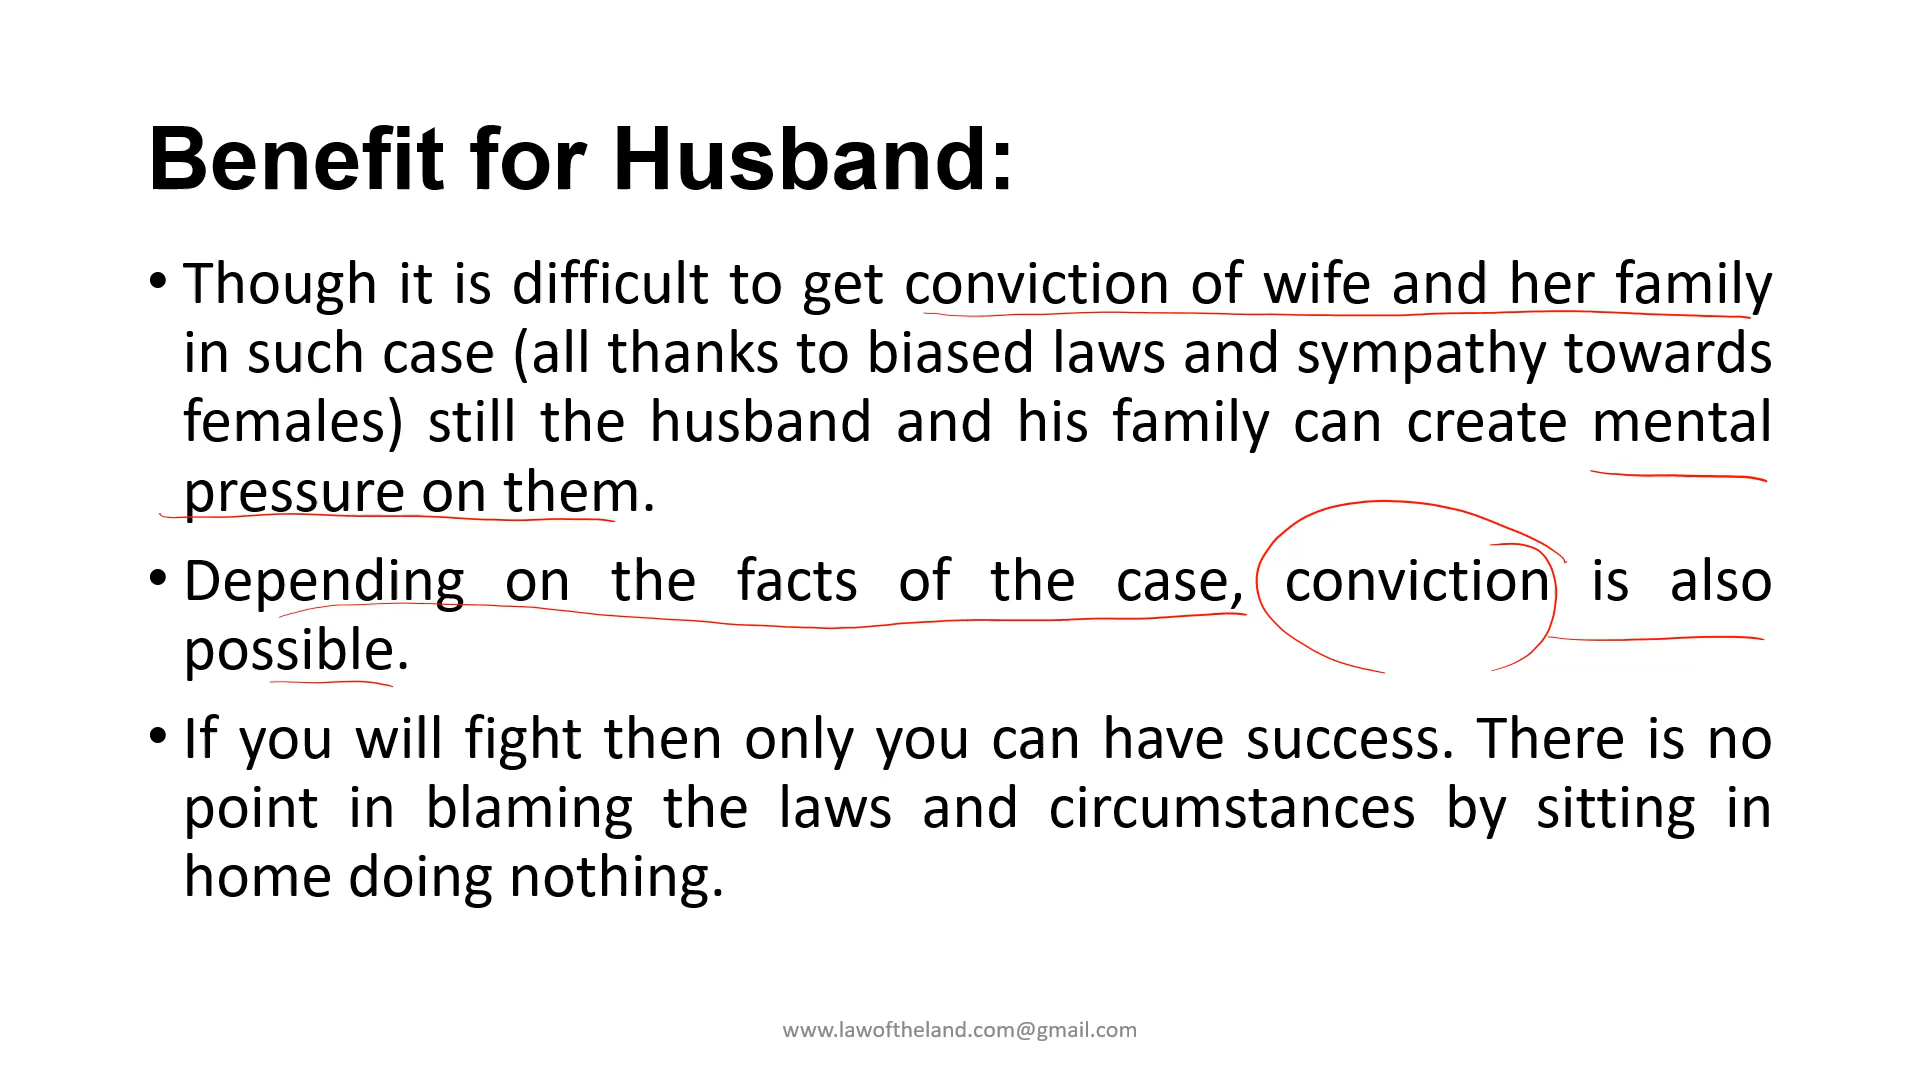 Benefit for Husband:
• Though it is difficult to get conviction of wife and her family
in such case (all thanks to biased laws and sympathy towards
females) still the husband and his family can create mental
pressure on them.
• Depending on the facts of the case, conviction is also
possible.
• If you will fight then only you can have success. There is no
point in blaming the laws and circumstances by sitting in
home doing nothing.
www.lawoftheland.com@gmail.com